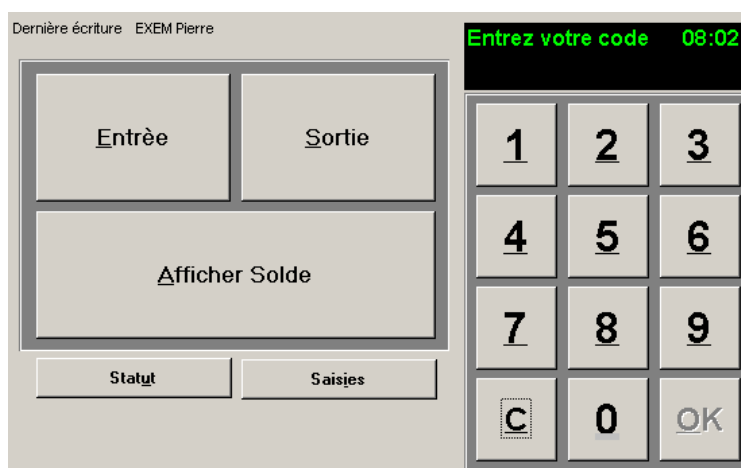 Dernière écriture EXEM Pierre
Entrez votre code 08:02
Entrèe Sortie
Afficher Solde
Statut Saisies
1 2 3
4 5 6
7 8 9
C 0 OK